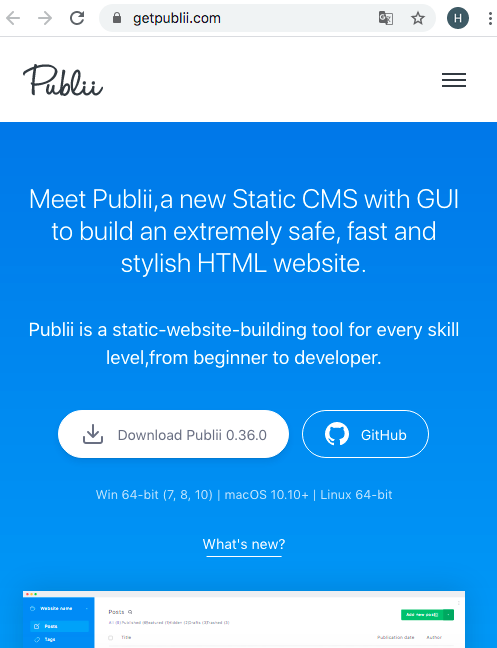 getpublii.com
H
Publii
Meet Publii,a new Static CMS with GUI
to build an extremely safe, fast and
stylish HTML website.
Publii is a static-website-building tool for every skill
level,from beginner to developer.
Download Publii 0.36.0
GitHub
Win 64-bit (7, 8, 10) | macOS 10.10+ | Linux 64-bit
What's new?
Website name
Posts
Add new post
Posts
Tags
Title
Publication date
Author